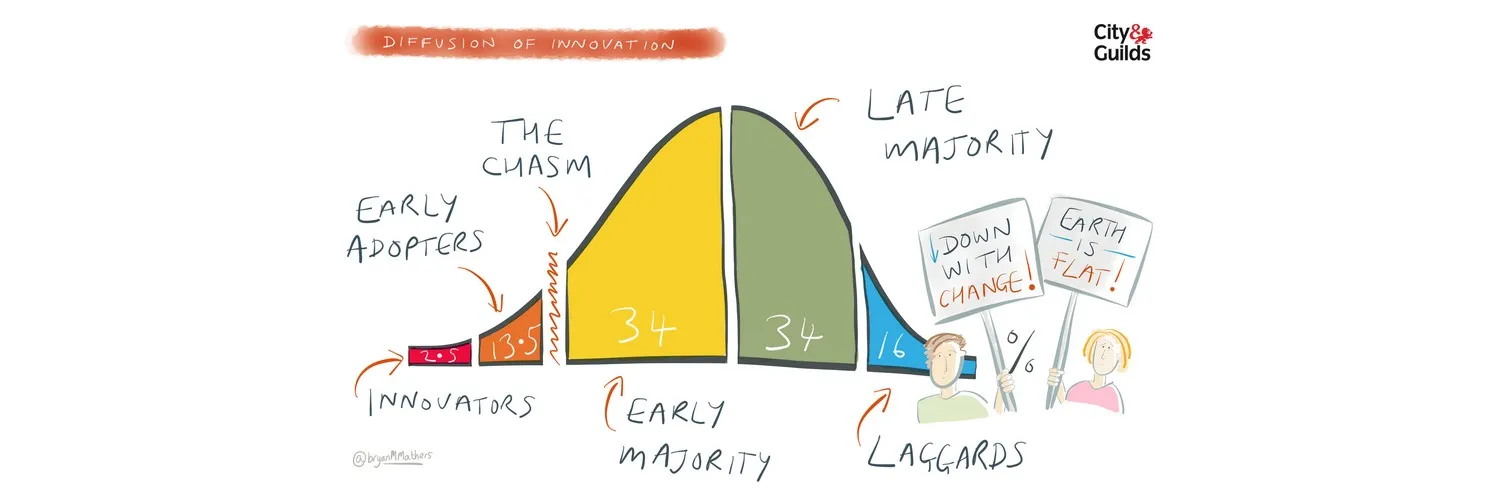 DIFFUSION OF INNOVATION
City&
Guilds
THE
CHASM
EARLY
ADOPTERS
LATE
MAJORITY
DOWN
WITH
CHANGE!
EARTH
IS
FLAT!
2.5
13.5
34
34
16
%
INNOVATORS
EARLY
MAJORITY
LAGGARDS
@bryanMMathers